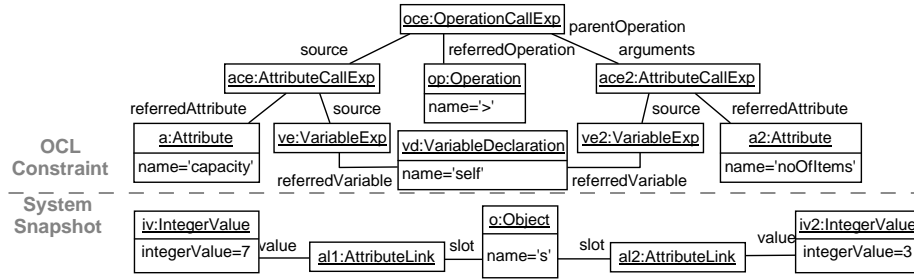 oce:OperationCallExp
parentOperation
source
referredOperation
arguments
ace:AttributeCallExp
op:Operation
name='>'
ace2:AttributeCallExp
referredAttribute
source
source
referredAttribute
a:Attribute
name='capacity'
ve:VariableExp
vd:VariableDeclaration
name='self'
ve2:VariableExp
a2:Attribute
name='noOfItems'
OCL
Constraint
referredVariable
referredVariable
System
Snapshot
iv:IntegerValue
integerValue=7
value
al1:AttributeLink
slot
o:Object
name='s'
slot
al2:AttributeLink
value
iv2:IntegerValue
integerValue=3